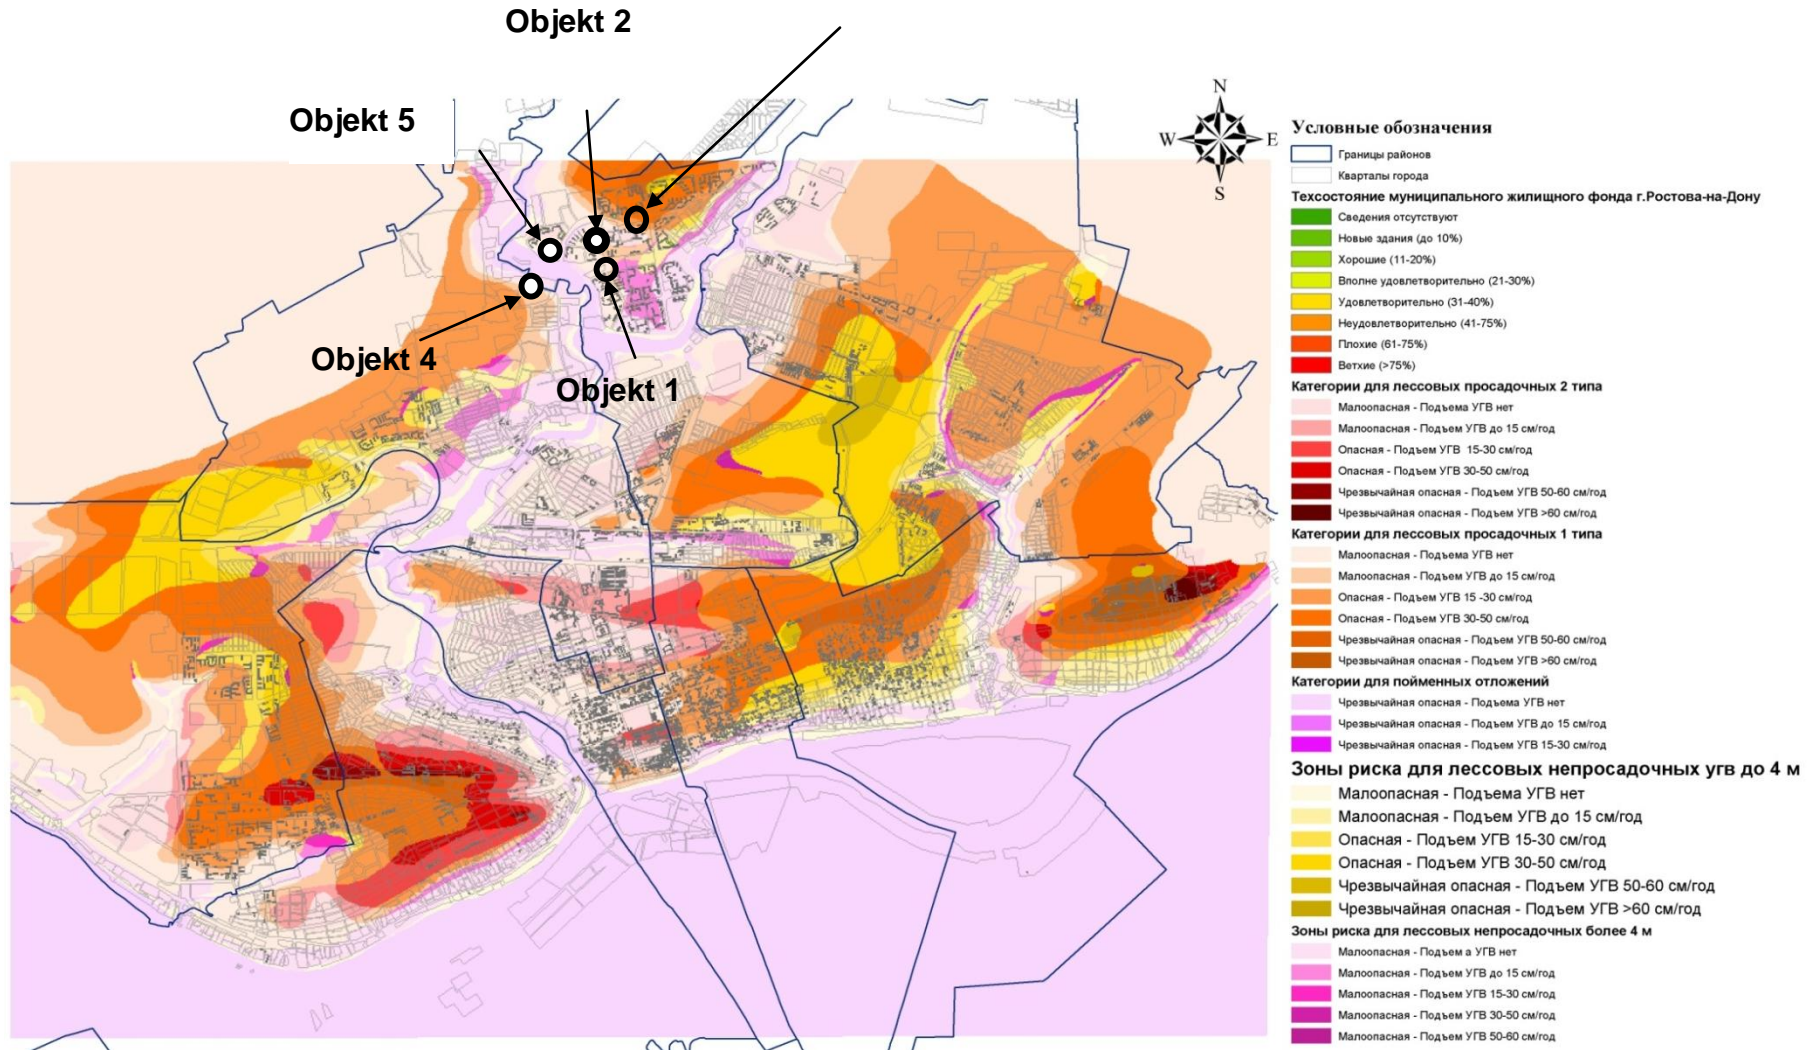 Objekt 2
Objekt 5
Objekt 4
Objekt 1
N
W
E
S
Условные обозначения
Границы районов
Кварталы города
Техсостояние муниципального жилищного фонда г.Ростова-на-Дону
Сведения отсутствуют
Новые здания (до 10%)
Хорошие (11-20%)
Вполне удовлетворительно (21-30%)
Удовлетворительно (31-40%)
Неудовлетворительно (41-75%)
Плохие (61-75%)
Ветхие (>75%)
Категории для лессовых просадочных 2 типа
Малоопасная - Подъема УГВ нет
Малоопасная - Подъем УГВ до 15 см/год
Опасная - Подъем УГВ 15-30 см/год
Опасная - Подъем УГВ 30-50 см/год
Чрезвычайная опасная - Подъем УГВ 50-60 см/год
Чрезвычайная опасная - Подъем УГВ >60 см/год
Категории для лессовых просадочных 1 типа
Малоопасная - Подъема УГВ нет
Малоопасная - Подъем УГВ до 15 см/год
Опасная - Подъем УГВ 15 -30 см/год
Опасная - Подъем УГВ 30-50 см/год
Чрезвычайная опасная - Подъем УГВ 50-60 см/год
Чрезвычайная опасная - Подъем УГВ >60 см/год
Категории для пойменных отложений
Чрезвычайная опасная - Подъема УГВ нет
Чрезвычайная опасная - Подъем УГВ до 15 см/год
Чрезвычайная опасная - Подъем УГВ 15-30 см/год
Зоны риска для лессовых непросадочных угв до 4 м
Малоопасная - Подъема УГВ нет
Малоопасная - Подъем УГВ до 15 см/год
Опасная - Подъем УГВ 15-30 см/год
Опасная - Подъем УГВ 30-50 см/год
Чрезвычайная опасная - Подъем УГВ 50-60 см/год
Чрезвычайная опасная - Подъем УГВ >60 см/год
Зоны риска для лессовых непросадочных более 4 м
Малоопасная - Подъем а УГВ нет
Малоопасная - Подъем УГВ до 15 см/год
Малоопасная - Подъем УГВ 15-30 см/год
Малоопасная - Подъем УГВ 30-50 см/год
Малоопасная - Подъем УГВ 50-60 см/год